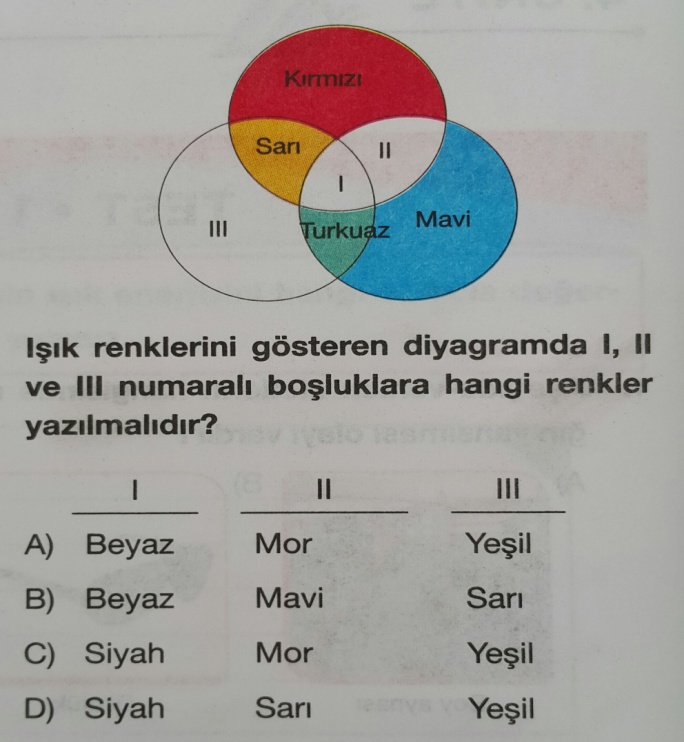 Kırmızı
Sarı
II
I
III
Turkuaz
Mavi
Işık renklerini gösteren diyagramda I, II
ve III numaralı boşluklara hangi renkler
yazılmalıdır?
I II III
A) Beyaz Mor Yeşil
B) Beyaz Mavi Sarı
C) Siyah Mor Yeşil
D) Siyah Sarı Yeşil